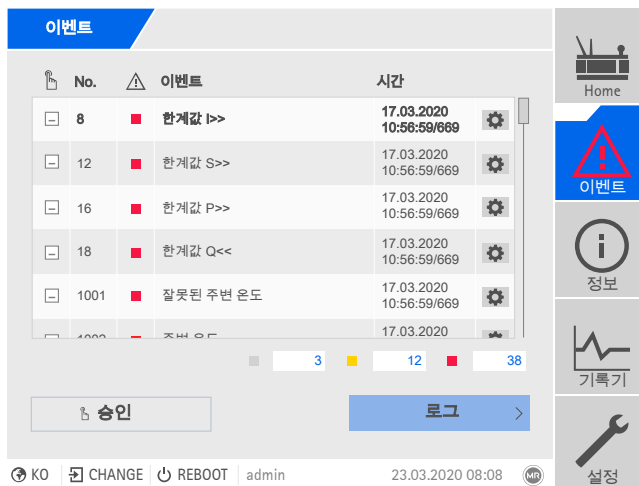 이벤트
No. 이벤트 시간
8 한계값 I>> 17.03.2020
10:56:59/669
12 한계값 S>> 17.03.2020
10:56:59/669
16 한계값 P>> 17.03.2020
10:56:59/669
18 한계값 Q<< 17.03.2020
10:56:59/669
1001 잘못된 주변 온도 17.03.2020
10:56:59/669
1002 주변 온도 17.03.2020
3 12 38
승인 로그
KO CHANGE REBOOT admin 23.03.2020 08:08 MR
Home
이벤트
정보
기록기
설정